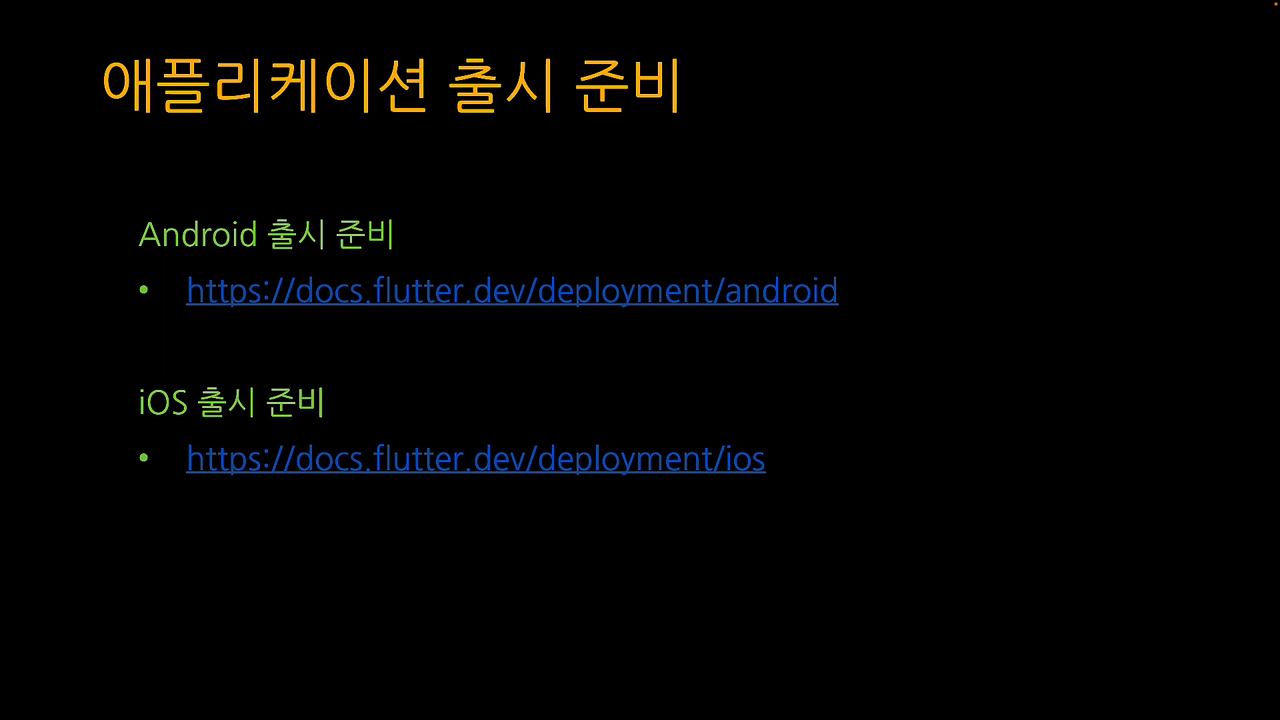 애플리케이션 출시 준비
Android 출시 준비
• https://docs.flutter.dev/deployment/android
iOS 출시 준비
• https://docs.flutter.dev/deployment/ios